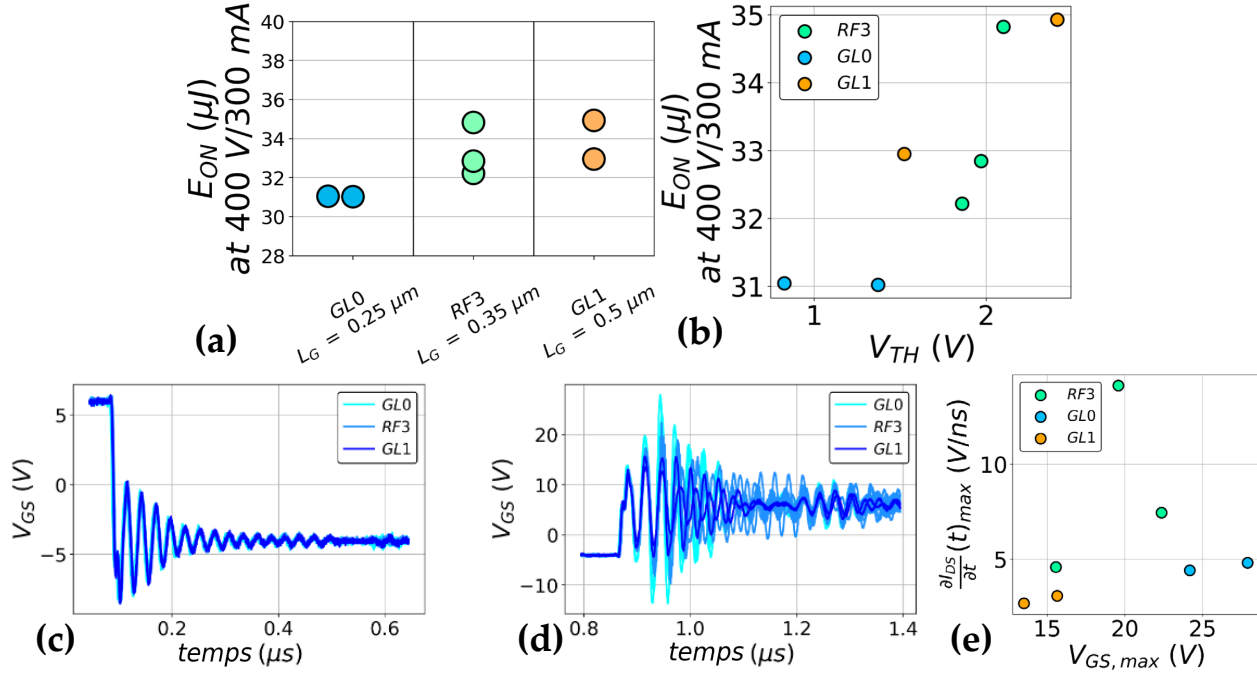 E_ON (μJ)
at 400 V/300 mA
40
38
36
34
32
30
28
GL0
L_G = 0.25 μm
RF3
L_G = 0.35 μm
GL1
L_G = 0.5 μm
(a)
E_ON (μJ)
at 400 V/300 mA
35
34
33
32
31
RF3
GL0
GL1
1
2
V_TH (V)
(b)
V_GS (V)
5
0
−5
GL0
RF3
GL1
0.2
0.4
0.6
temps (μs)
(c)
V_GS (V)
20
10
0
−10
GL0
RF3
GL1
0.8
1.0
1.2
1.4
temps (μs)
(d)
∂I_DS/∂t (t)_max (V/ns)
10
5
RF3
GL0
GL1
15
20
25
V_GS,max (V)
(e)